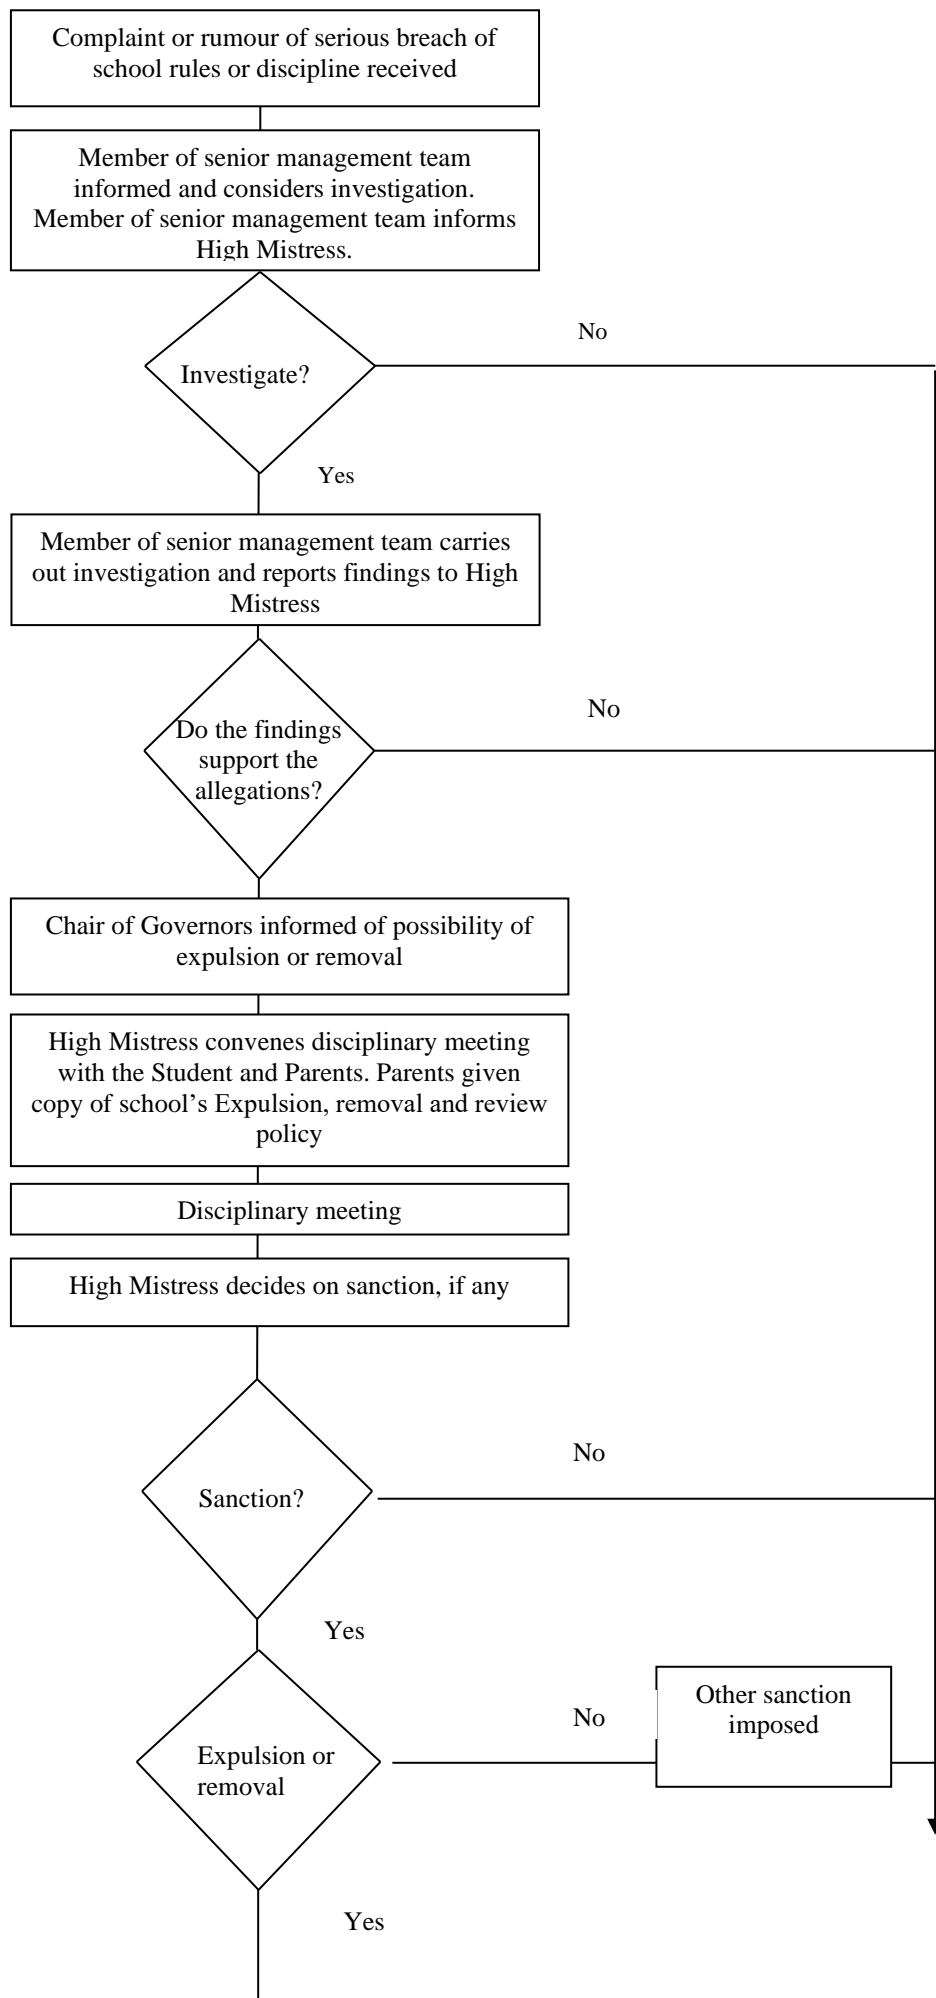 Complaint or rumour of serious breach of
school rules or discipline received
Member of senior management team
informed and considers investigation.
Member of senior management team informs
High Mistress.
No
Investigate?
Yes
Member of senior management team carries
out investigation and reports findings to High
Mistress
No
Do the findings
support the
allegations?
Chair of Governors informed of possibility of
expulsion or removal
High Mistress convenes disciplinary meeting
with the Student and Parents. Parents given
copy of school’s Expulsion, removal and review
policy
Disciplinary meeting
High Mistress decides on sanction, if any
No
Sanction?
Yes
Other sanction
imposed
No
Expulsion or
removal
Yes